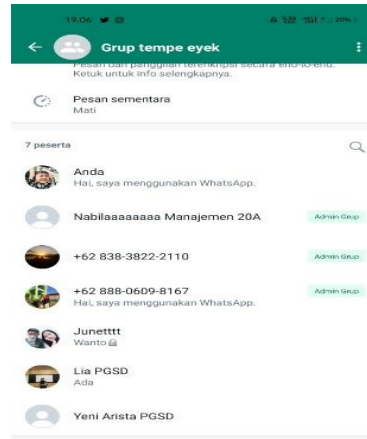 19.06
20%
Grup tempe eyek
Pesan dan panggilan terenkripsi secara end-to-end.
Ketuk untuk info selengkapnya.
Pesan sementara
Mati
7 peserta
Anda
Hai, saya menggunakan WhatsApp.
Nabilaaaaaaaa Manajemen 20A
Admin Grup
+62 838-3822-2110
Admin Grup
+62 888-0609-8167
Admin Grup
Hai, saya menggunakan WhatsApp.
Junetttt
Wanto
Lia PGSD
Ada
Yeni Arista PGSD